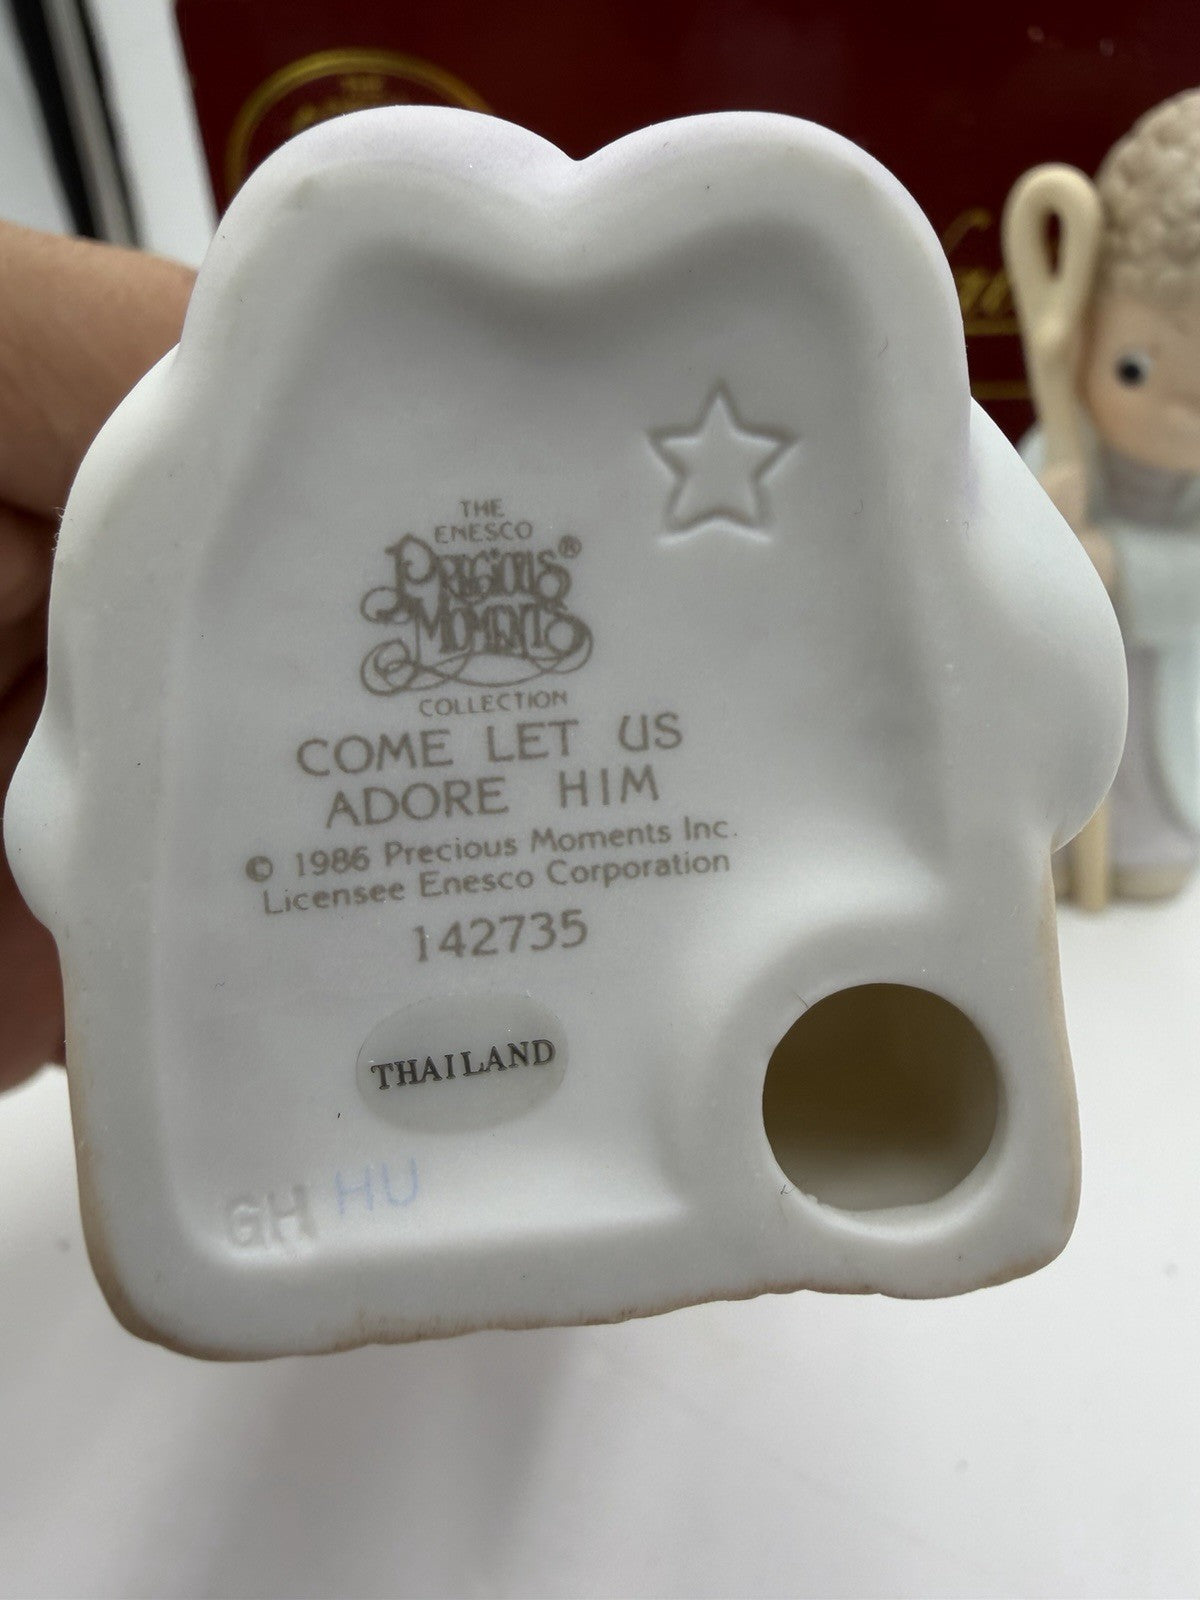 THE
ENESCO
PRECIOUS®
MOMENTS
COLLECTION
COME LET US
ADORE HIM
© 1986 Precious Moments Inc.
Licensee Enesco Corporation
142735
THAILAND
GH HU